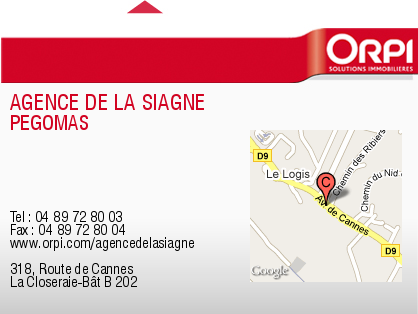 ORPI
SOLUTIONS IMMOBILIÈRES
AGENCE DE LA SIAGNE
PEGOMAS
D9
Le Logis
C
Chemin des Ribiers
Chemin du Nid
Av. de Cannes
D9
Google
Tel : 04 89 72 80 03
Fax : 04 89 72 80 04
www.orpi.com/agencedelasiagne
318, Route de Cannes
La Closeraie-Bât B 202